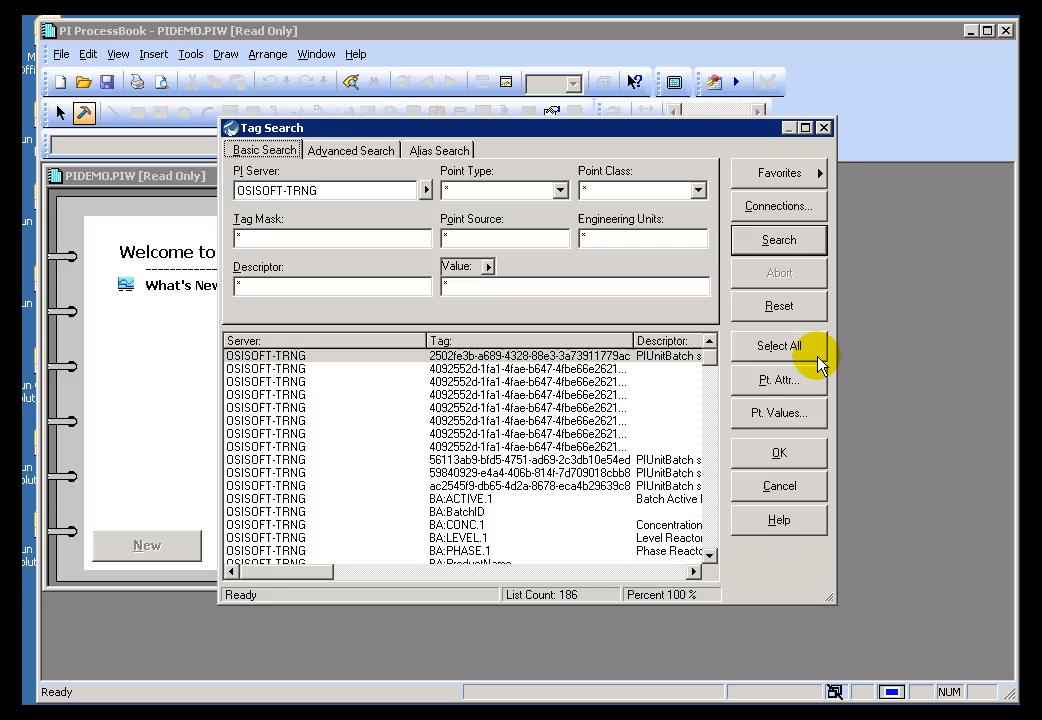 PI ProcessBook - PIDEMO.PIW [Read Only]
File Edit View Insert Tools Draw Arrange Window Help
Tag Search
Basic Search Advanced Search Alias Search
PI Server: Point Type: Point Class:
OSISOFT-TRNG * *
Tag Mask: Point Source: Engineering Units:
* * *
Descriptor: Value:
* *
Favorites
Connections...
Search
Abort
Reset
Select All
Pt. Attr...
Pt. Values...
OK
Cancel
Help
PIDEMO.PIW [Read Only]
Welcome to
What's New
New
Server: Tag: Descriptor:
OSISOFT-TRNG 2502fe3b-a689-4328-88e3-3a73911779ac PIUnitBatch s
OSISOFT-TRNG 4092552d-1fa1-4fae-b647-4fbe66e2621...
OSISOFT-TRNG 4092552d-1fa1-4fae-b647-4fbe66e2621...
OSISOFT-TRNG 4092552d-1fa1-4fae-b647-4fbe66e2621...
OSISOFT-TRNG 4092552d-1fa1-4fae-b647-4fbe66e2621...
OSISOFT-TRNG 4092552d-1fa1-4fae-b647-4fbe66e2621...
OSISOFT-TRNG 4092552d-1fa1-4fae-b647-4fbe66e2621...
OSISOFT-TRNG 4092552d-1fa1-4fae-b647-4fbe66e2621...
OSISOFT-TRNG 56113ab9-bfd5-4751-ad69-2c3db10e54ed PIUnitBatch s
OSISOFT-TRNG 59840929-e4a4-406b-814f-7d709018cbb8 PIUnitBatch s
OSISOFT-TRNG ac2545f9-db65-4d2a-8678-eca4b29639c8 PIUnitBatch s
OSISOFT-TRNG BA:ACTIVE.1 Batch Active I
OSISOFT-TRNG BA:BatchID
OSISOFT-TRNG BA:CONC.1 Concentration
OSISOFT-TRNG BA:LEVEL.1 Level Reactor
OSISOFT-TRNG BA:PHASE.1 Phase Reacto
OSISOFT-TRNG BA:ProductName
Ready List Count: 186 Percent 100 %
Ready NUM